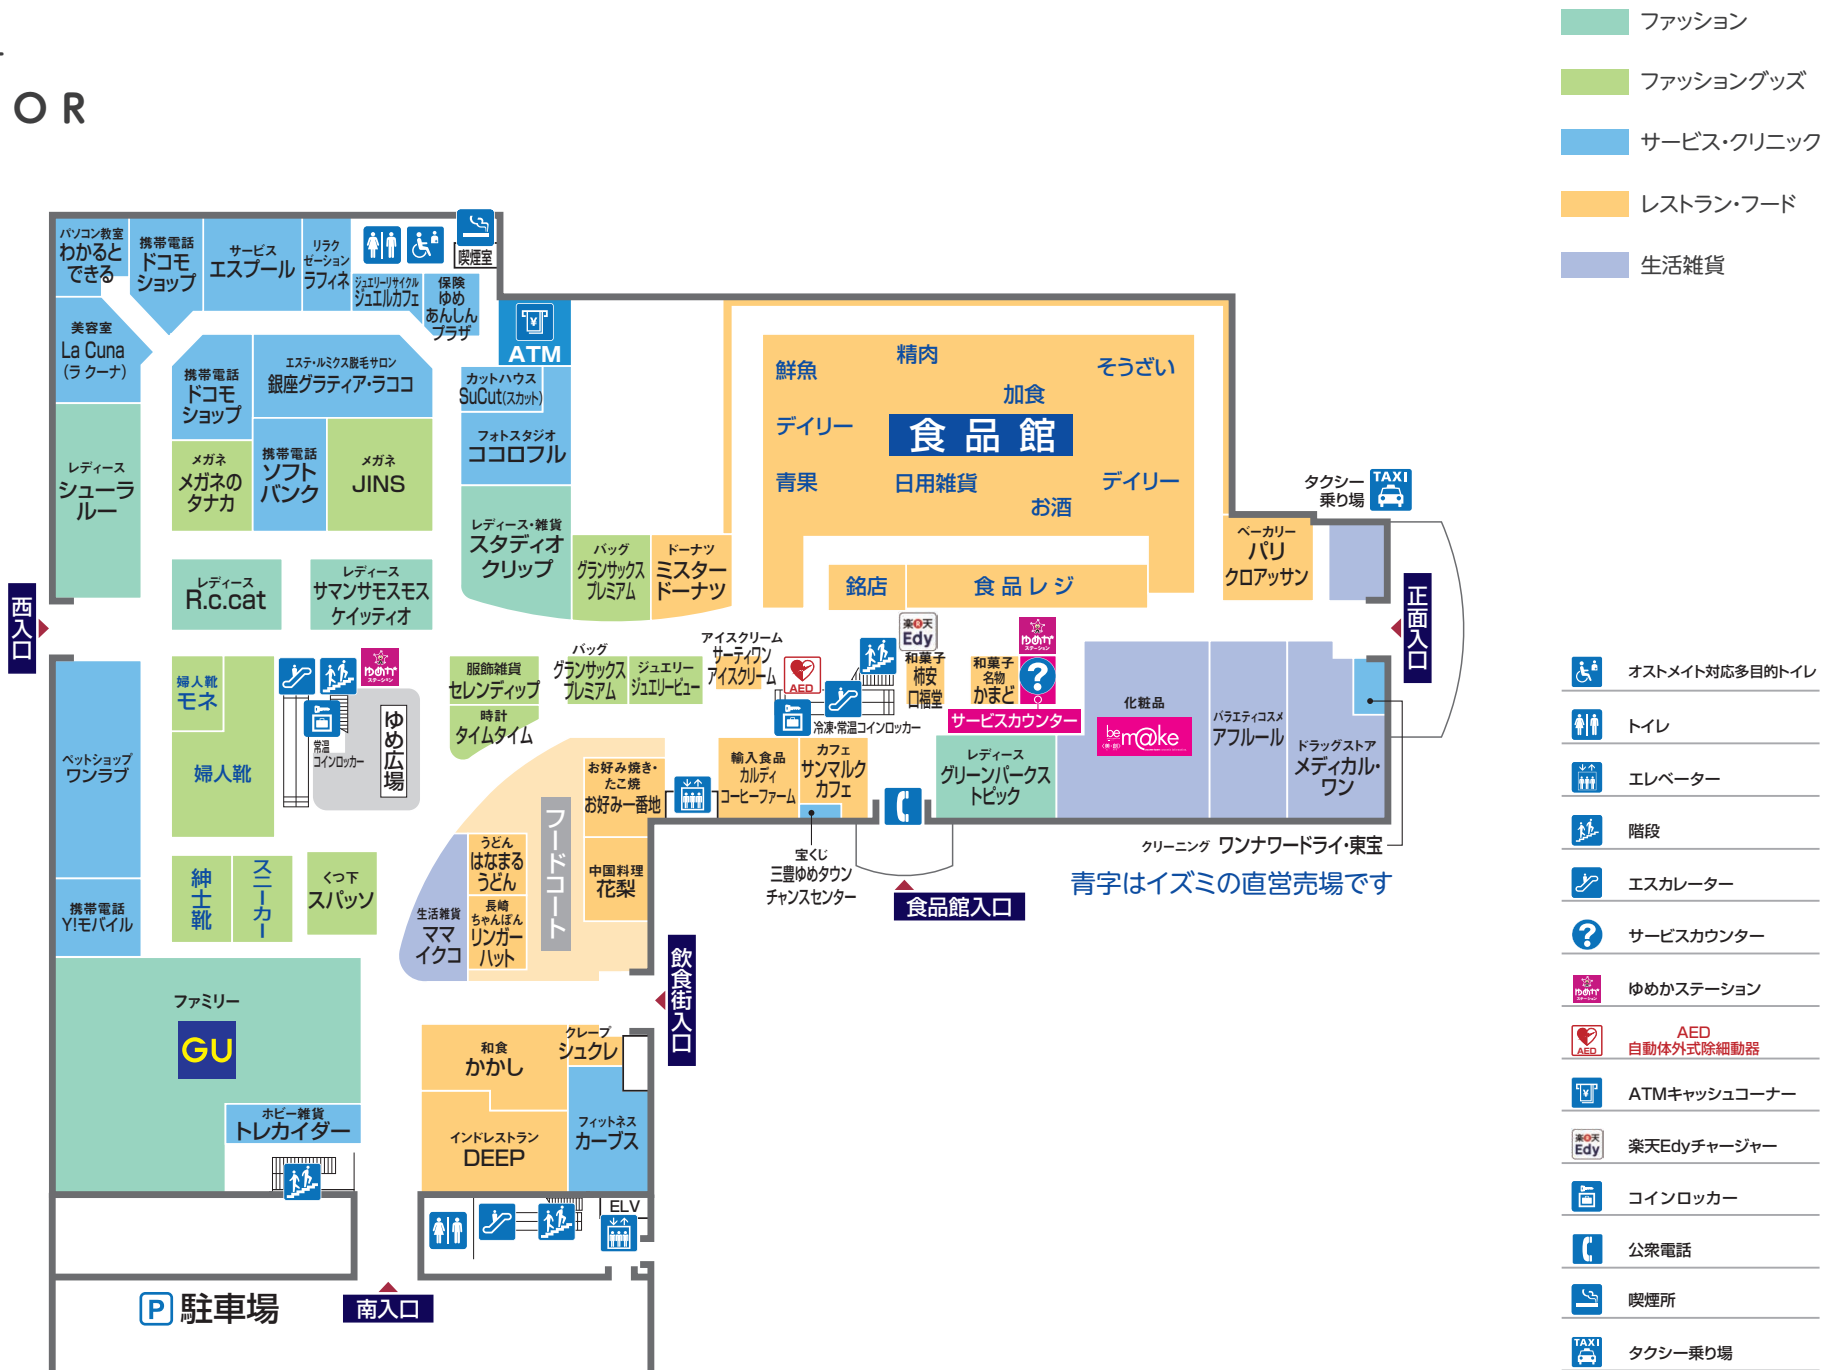 OR
ファッション
ファッショングッズ
サービス・クリニック
レストラン・フード
生活雑貨
パソコン教室
わかると
できる
携帯電話
ドコモ
ショップ
サービス
エスプール
リラク
ゼーション
ラフィネ
ジュエリーリサイクル
ジュエルカフェ
保険
ゆめ
あんしん
プラザ
喫煙室
美容室
La Cuna
(ラ クーナ)
携帯電話
ドコモ
ショップ
エステ・ルミクス脱毛サロン
銀座グラティア・ラココ
ATM
カットハウス
SuCut(スカット)
フォトスタジオ
ココロフル
レディース
シューラ
ルー
メガネ
メガネの
タナカ
携帯電話
ソフト
バンク
メガネ
JINS
レディース・雑貨
スタディオ
クリップ
バッグ
グランサックス
プレミアム
ドーナツ
ミスター
ドーナツ
鮮魚
精肉
そうざい
加食
デイリー
食品館
青果
日用雑貨
デイリー
お酒
銘店
食品レジ
タクシー
乗り場
TAXI
ベーカリー
パリ
クロアッサン
正面入口
西入口
レディース
R.c.cat
レディース
サマンサモスモス
ケイッティオ
婦人靴
モネ
婦人靴
ゆめか
ステーション
常温
コインロッカー
ゆめ広場
服飾雑貨
セレンディップ
時計
タイムタイム
バッグ
グランサックス
プレミアム
ジュエリー
ジュエリービュー
アイスクリーム
サーティワン
アイスクリーム
AED
楽天
Edy
冷凍・常温コインロッカー
和菓子
柿安
口福堂
和菓子
名物
かまど
ゆめか
ステーション
?
サービスカウンター
化粧品
be
m@ke
バラエティコスメ
アフルール
ドラッグストア
メディカル・
ワン
レディース
グリーンパークス
トピック
ペットショップ
ワンラブ
携帯電話
Y!モバイル
紳士靴
スニーカー
くつ下
スパッツ
お好み焼き・
たこ焼
お好み一番地
輸入食品
カルディ
コーヒーファーム
カフェ
サンマルク
カフェ
フードコート
うどん
はなまる
うどん
長崎
ちゃんぽん
リンガー
ハット
中国料理
花梨
生活雑貨
ママ
イクコ
宝くじ
三豊ゆめタウン
チャンスセンター
食品館入口
クリーニング ワンナワードライ・東宝
青字はイズミの直営売場です
飲食街入口
ファミリー
GU
ホビー雑貨
トレカイダー
和食
かかし
クレープ
シュクレ
インドレストラン
DEEP
フィットネス
カーブス
ELV
P 駐車場
南入口
オストメイト対応多目的トイレ
トイレ
エレベーター
階段
エスカレーター
? サービスカウンター
ゆめか
ステーション
ゆめかステーション
AED
AED
自動体外式除細動器
ATMキャッシュコーナー
楽天
Edy
楽天Edyチャージャー
コインロッカー
公衆電話
喫煙所
TAXI
タクシー乗り場